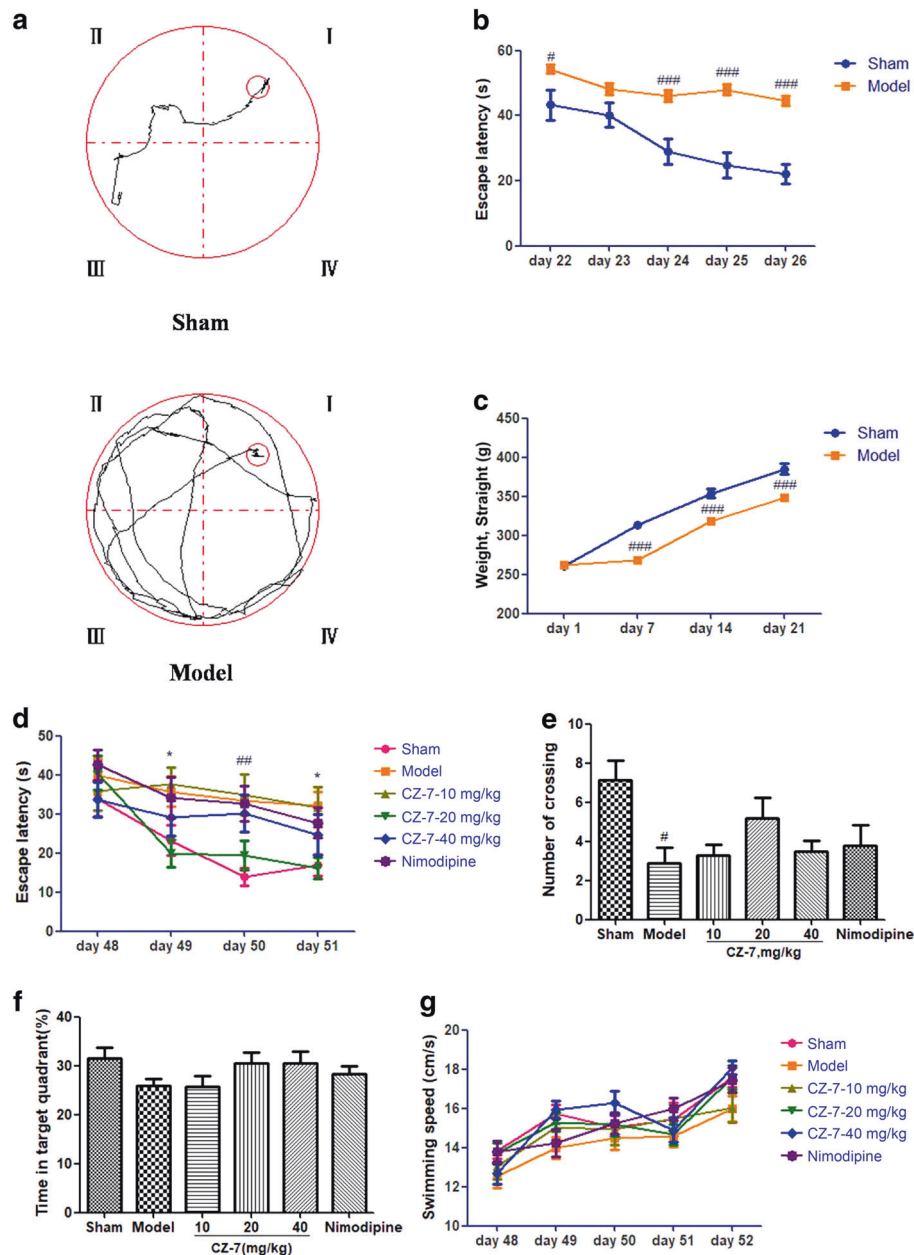 a
II I
III IV
Sham
II I
III IV
Model
b
Escape latency (s)
60
40
20
0
# ### ### ###
Sham
Model
day 22 day 23 day 24 day 25 day 26
c
Weight, Straight (g)
450
400
350
300
250
200
### ### ###
Sham
Model
day 1 day 7 day 14 day 21
d
Escape latency (s)
50
40
30
20
10
0
* ## *
Sham
Model
CZ-7-10 mg/kg
CZ-7-20 mg/kg
CZ-7-40 mg/kg
Nimodipine
day 48 day 49 day 50 day 51
e
Number of crossing
8
6
4
2
0
#
Sham Model 10 20 40 Nimodipine
CZ-7,mg/kg
f
Time in target quadrant(%)
40
30
20
10
0
Sham Model 10 20 40 Nimodipine
CZ-7(mg/kg)
g
Swimming speed (cm/s)
20
18
16
14
12
10
Sham
Model
CZ-7-10 mg/kg
CZ-7-20 mg/kg
CZ-7-40 mg/kg
Nimodipine
day 48 day 49 day 50 day 51 day 52